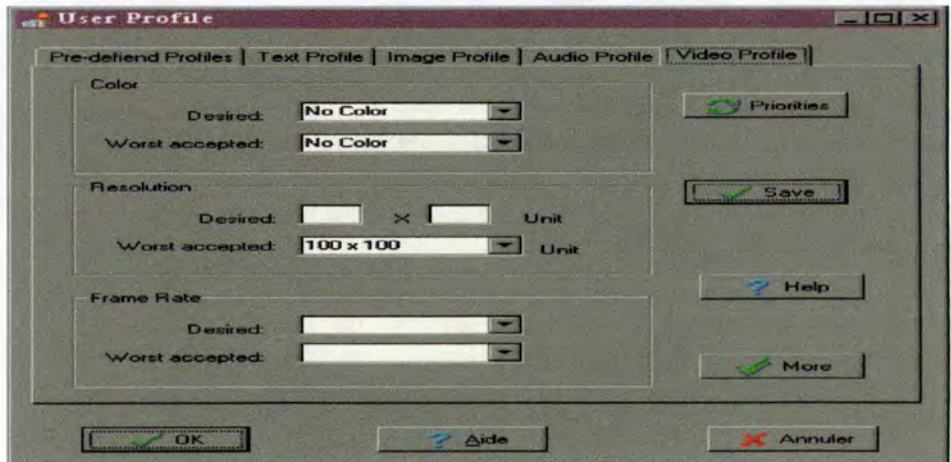 User Profile
Pre-defiend Profiles Text Profile Image Profile Audio Profile Video Profile
Color
Desired: No Color
Worst accepted: No Color
Priorities
Resolution
Save
Desired: × Unit
Worst accepted: 100 x 100 Unit
Help
Frame Rate
Desired:
Worst accepted:
More
OK Aide Annuler